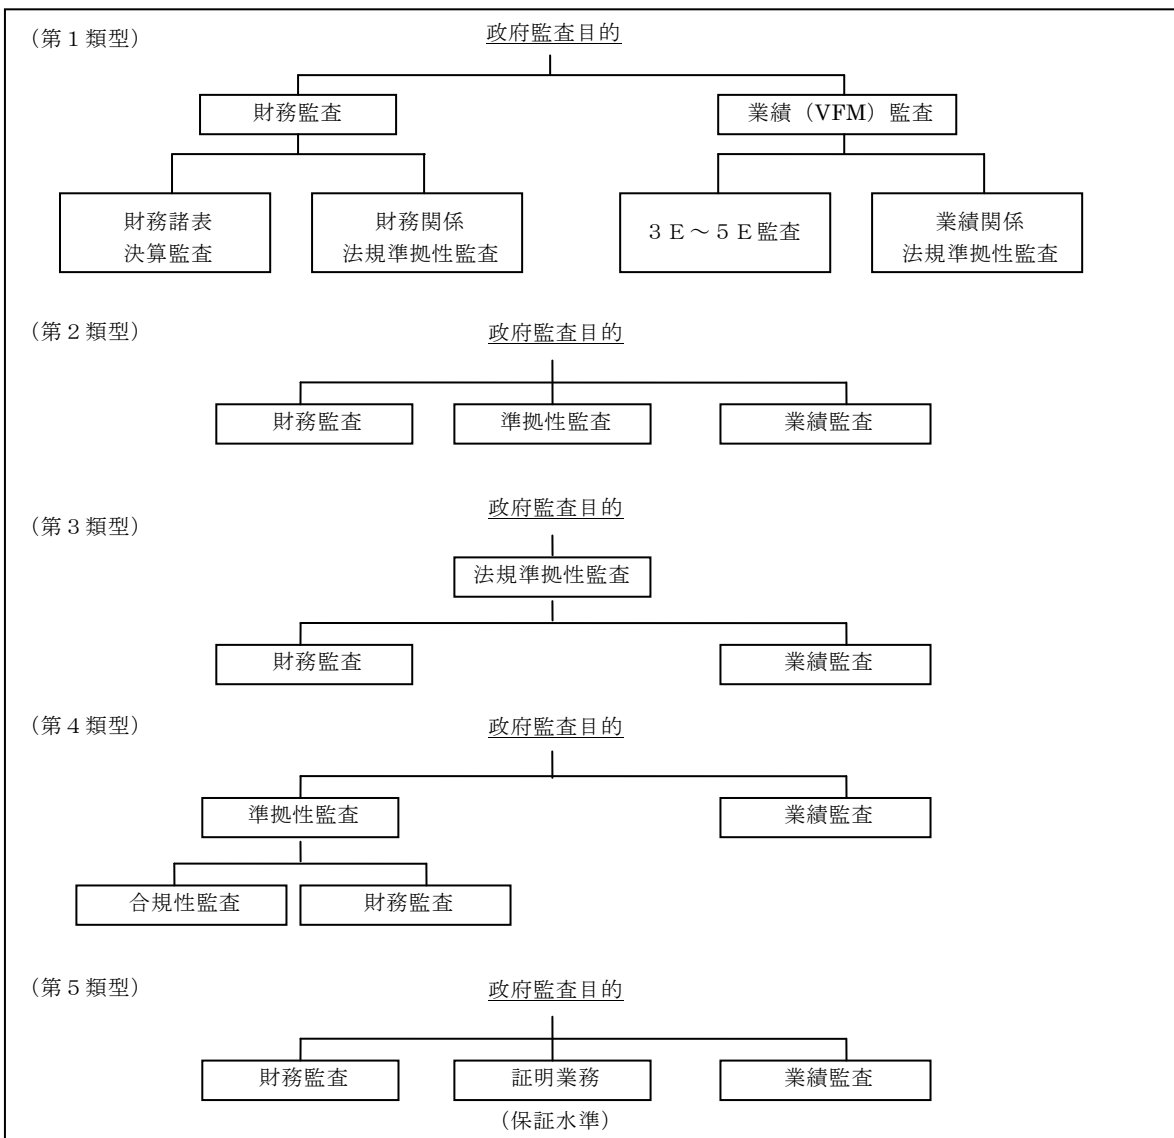 （第１類型）
政府監査目的
財務監査
業績（VFM）監査
財務諸表
決算監査
財務関係
法規準拠性監査
３Ｅ～５Ｅ監査
業績関係
法規準拠性監査
（第２類型）
政府監査目的
財務監査
準拠性監査
業績監査
（第３類型）
政府監査目的
法規準拠性監査
財務監査
業績監査
（第４類型）
政府監査目的
準拠性監査
業績監査
合規性監査
財務監査
（第５類型）
政府監査目的
財務監査
証明業務
業績監査
（保証水準）